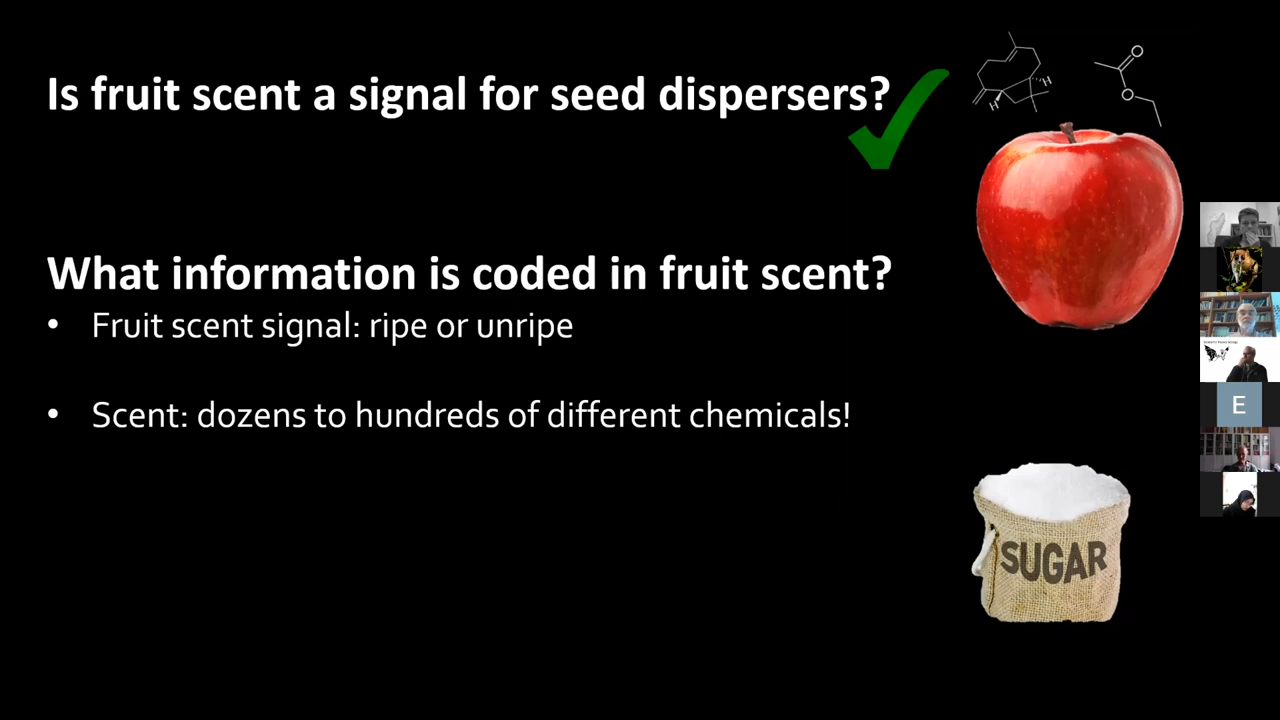 Is fruit scent a signal for seed dispersers?
What information is coded in fruit scent?
• Fruit scent signal: ripe or unripe
• Scent: dozens to hundreds of different chemicals!
H
H
O
O
SUGAR
E